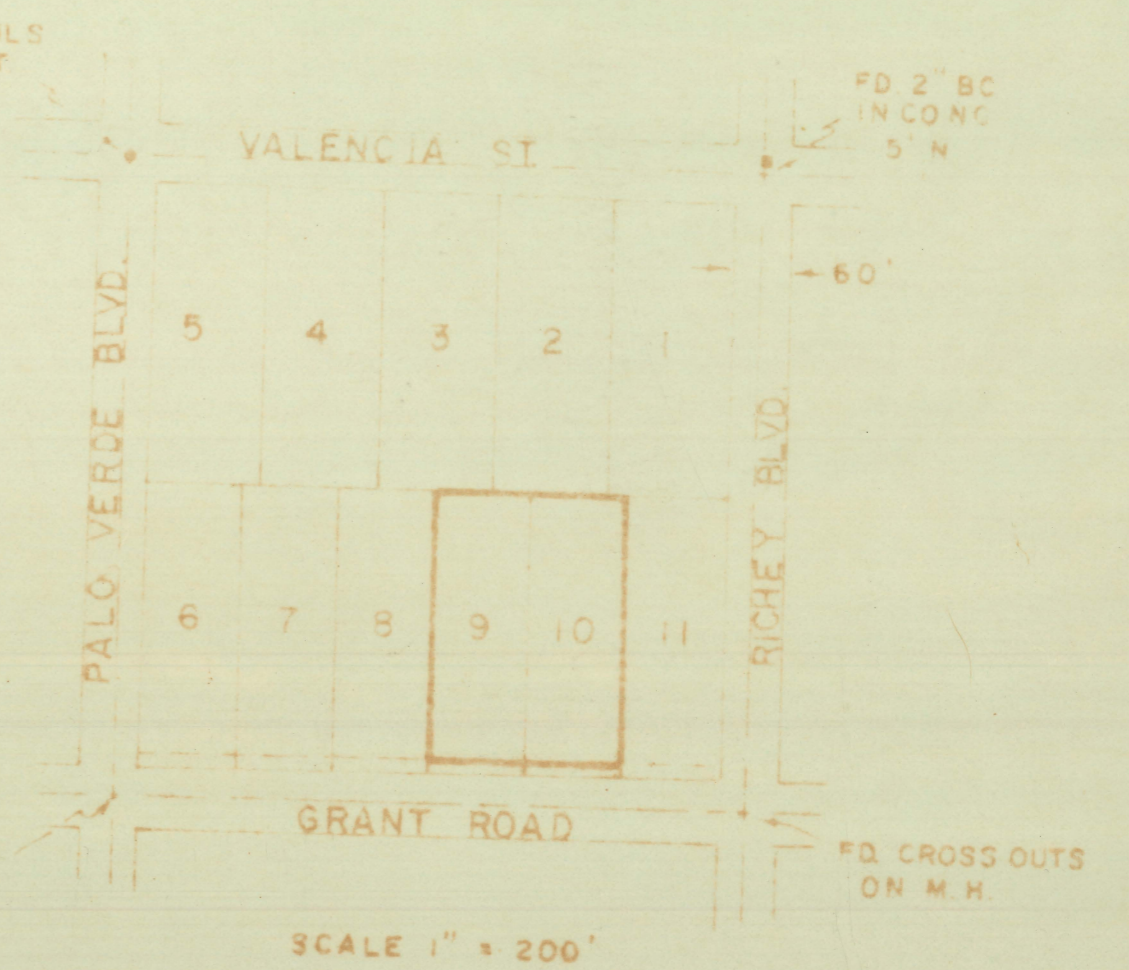 LS
FD. 2" BC
IN CONC
5' N
VALENCIA ST.
60'
PALO VERDE BLVD.
RICHEY BLVD.
5 4 3 2 1
6 7 8 9 10 11
GRANT ROAD
FD. CROSS OUTS
ON M.H.
SCALE 1" = 200'